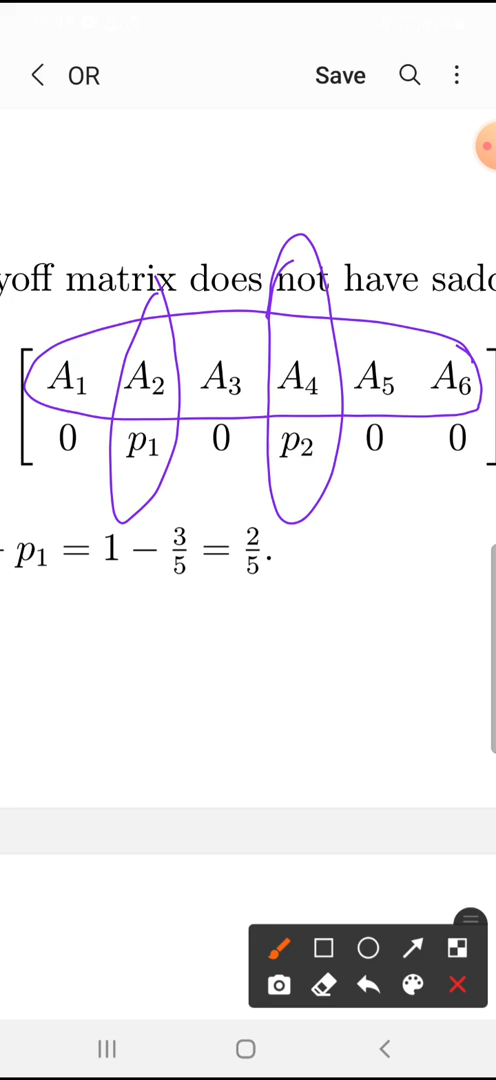 OR Save
yoff matrix does not have sadd
A₁ A₂ A₃ A₄ A₅ A₆
0 p₁ 0 p₂ 0 0
p₁ = 1 − 3/5 = 2/5.